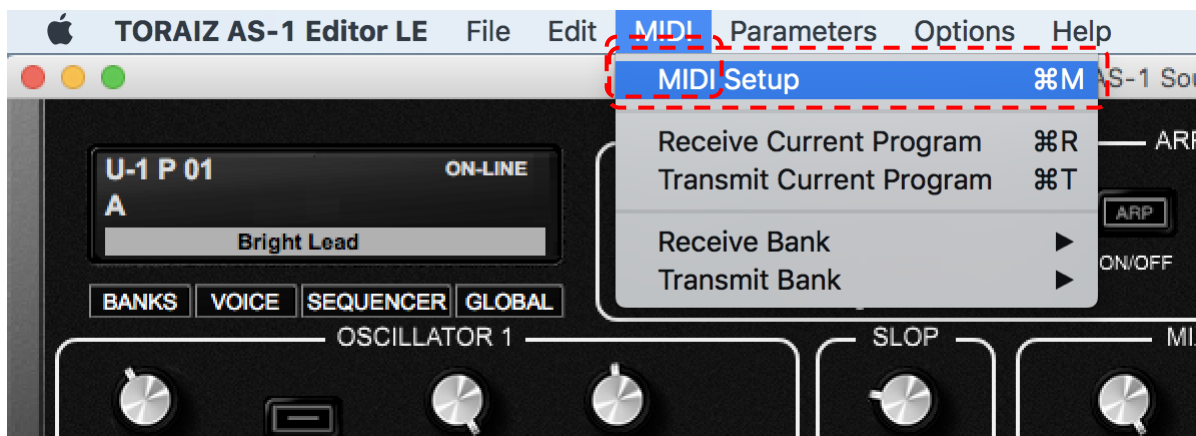 TORAIZ AS-1 Editor LE File Edit MIDI Parameters Options Help
MIDI Setup ⌘M
AS-1 Sou
Receive Current Program ⌘R
Transmit Current Program ⌘T
Receive Bank ▶
Transmit Bank ▶
U-1 P 01 ON-LINE
A
Bright Lead
BANKS VOICE SEQUENCER GLOBAL
ARP
ON/OFF
OSCILLATOR 1
SLOP